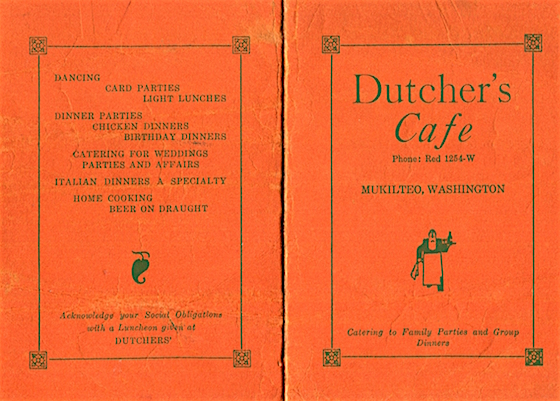 DANCING
CARD PARTIES
LIGHT LUNCHES
DINNER PARTIES
CHICKEN DINNERS
BIRTHDAY DINNERS
CATERING FOR WEDDINGS
PARTIES AND AFFAIRS
ITALIAN DINNERS A SPECIALTY
HOME COOKING
BEER ON DRAUGHT
Acknowledge your Social Obligations
with a Luncheon given at
DUTCHERS'
Dutcher's
Cafe
Phone: Red 1254-W
MUKILTEO, WASHINGTON
Catering to Family Parties and Group
Dinners